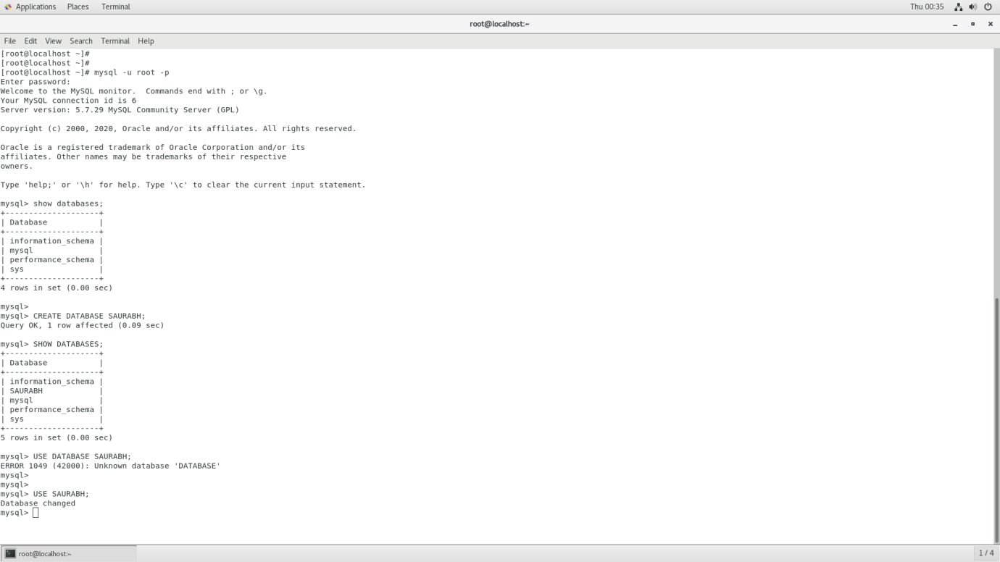 Applications Places Terminal Thu 00:35
root@localhost:~
File Edit View Search Terminal Help
[root@localhost ~]#
[root@localhost ~]#
[root@localhost ~]# mysql -u root -p
Enter password:
Welcome to the MySQL monitor.  Commands end with ; or \g.
Your MySQL connection id is 6
Server version: 5.7.29 MySQL Community Server (GPL)
Copyright (c) 2000, 2020, Oracle and/or its affiliates. All rights reserved.
Oracle is a registered trademark of Oracle Corporation and/or its
affiliates. Other names may be trademarks of their respective
owners.
Type 'help;' or '\h' for help. Type '\c' to clear the current input statement.
mysql> show databases;
+--------------------+
| Database           |
+--------------------+
| information_schema |
| mysql              |
| performance_schema |
| sys                |
+--------------------+
4 rows in set (0.00 sec)
mysql>
mysql> CREATE DATABASE SAURABH;
Query OK, 1 row affected (0.09 sec)
mysql> SHOW DATABASES;
+--------------------+
| Database           |
+--------------------+
| information_schema |
| SAURABH            |
| mysql              |
| performance_schema |
| sys                |
+--------------------+
5 rows in set (0.00 sec)
mysql> USE DATABASE SAURABH;
ERROR 1049 (42000): Unknown database 'DATABASE'
mysql>
mysql>
mysql> USE SAURABH;
Database changed
mysql>
root@localhost:~ 1 / 4